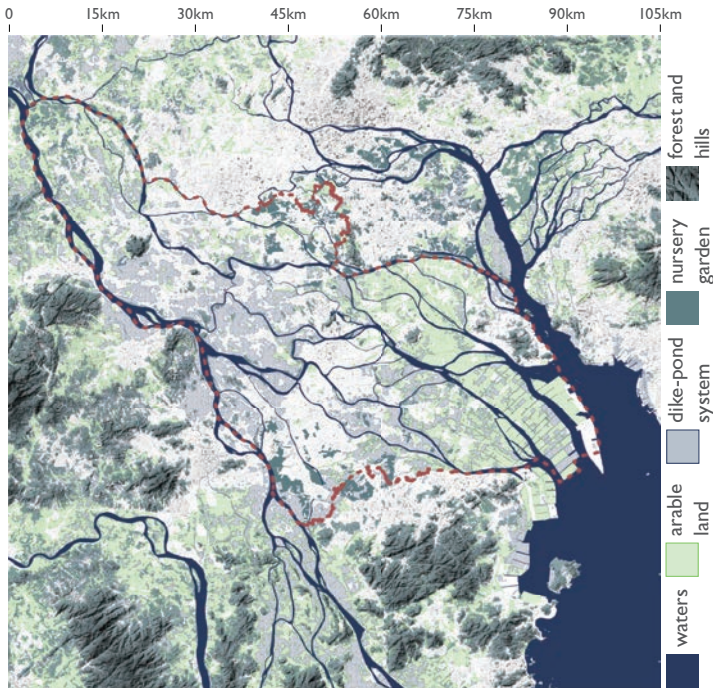 0 15km 30km 45km 60km 75km 90km 105km
forest and
hills
nursery
garden
dike-pond
system
arable
land
waters